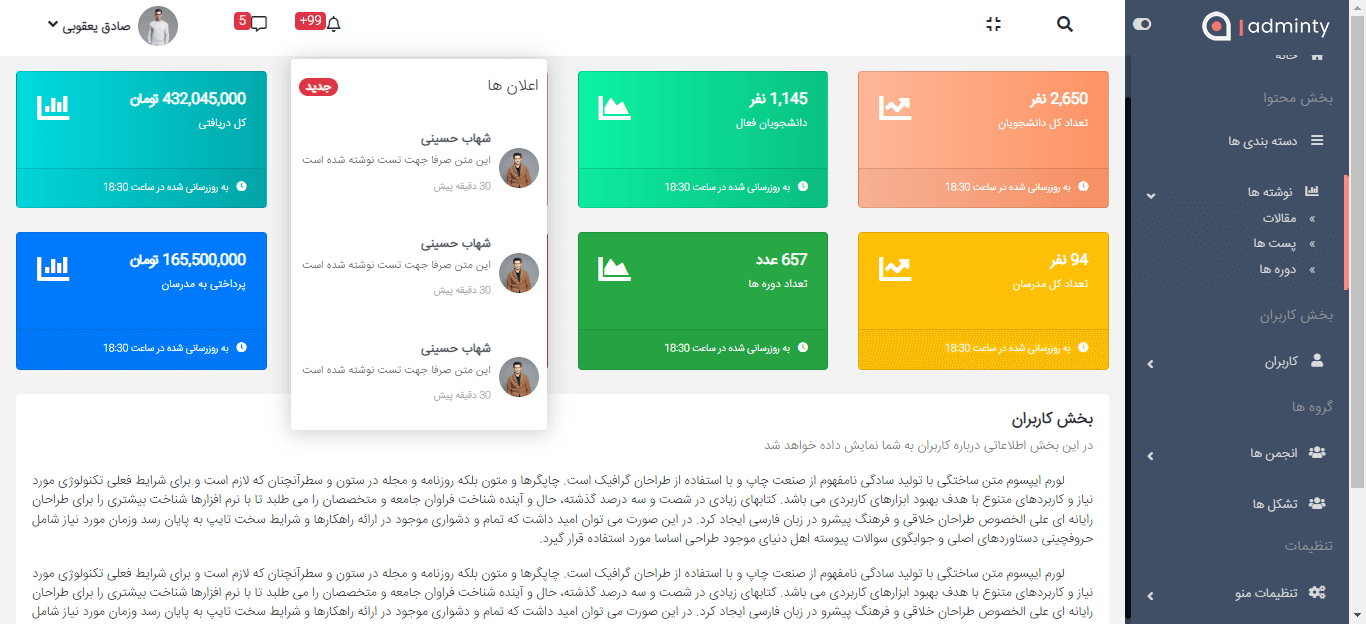 adminty
خانه
بخش محتوا
دسته بندی ها
نوشته ها
» مقالات
» پست ها
» دوره ها
بخش کاربران
کاربران
گروه ها
انجمن ها
تشکل ها
تنظیمات
تنظیمات منو
+99
5
صادق یعقوبی
2,650 نفر
تعداد کل دانشجویان
به روزرسانی شده در ساعت 18:30
1,145 نفر
دانشجویان فعال
به روزرسانی شده در ساعت 18:30
اعلان ها
جدید
شهاب حسینی
این متن صرفا جهت تست نوشته شده است
30 دقیقه پیش
شهاب حسینی
این متن صرفا جهت تست نوشته شده است
30 دقیقه پیش
شهاب حسینی
این متن صرفا جهت تست نوشته شده است
30 دقیقه پیش
432,045,000 تومان
کل دریافتی
به روزرسانی شده در ساعت 18:30
94 نفر
تعداد کل مدرسان
به روزرسانی شده در ساعت 18:30
657 عدد
تعداد دوره ها
به روزرسانی شده در ساعت 18:30
165,500,000 تومان
پرداختی به مدرسان
به روزرسانی شده در ساعت 18:30
بخش کاربران
در این بخش اطلاعاتی درباره کاربران به شما نمایش داده خواهد شد
لورم ایپسوم متن ساختگی با تولید سادگی نامفهوم از صنعت چاپ و با استفاده از طراحان گرافیک است. چاپگرها و متون بلکه روزنامه و مجله در ستون و سطرآنچنان که لازم است و برای شرایط فعلی تکنولوژی مورد
نیاز و کاربردهای متنوع با هدف بهبود ابزارهای کاربردی می باشد. کتابهای زیادی در شصت و سه درصد گذشته، حال و آینده شناخت فراوان جامعه و متخصصان را می طلبد تا با نرم افزارها شناخت بیشتری را برای طراحان
رایانه ای علی الخصوص طراحان خلاقی و فرهنگ پیشرو در زبان فارسی ایجاد کرد. در این صورت می توان امید داشت که تمام و دشواری موجود در ارائه راهکارها و شرایط سخت تایپ به پایان رسد وزمان مورد نیاز شامل
حروفچینی دستاوردهای اصلی و جوابگوی سوالات پیوسته اهل دنیای موجود طراحی اساسا مورد استفاده قرار گیرد.
لورم ایپسوم متن ساختگی با تولید سادگی نامفهوم از صنعت چاپ و با استفاده از طراحان گرافیک است. چاپگرها و متون بلکه روزنامه و مجله در ستون و سطرآنچنان که لازم است و برای شرایط فعلی تکنولوژی مورد
نیاز و کاربردهای متنوع با هدف بهبود ابزارهای کاربردی می باشد. کتابهای زیادی در شصت و سه درصد گذشته، حال و آینده شناخت فراوان جامعه و متخصصان را می طلبد تا با نرم افزارها شناخت بیشتری را برای طراحان
رایانه ای علی الخصوص طراحان خلاقی و فرهنگ پیشرو در زبان فارسی ایجاد کرد. در این صورت می توان امید داشت که تمام و دشواری موجود در ارائه راهکارها و شرایط سخت تایپ به پایان رسد وزمان مورد نیاز شامل